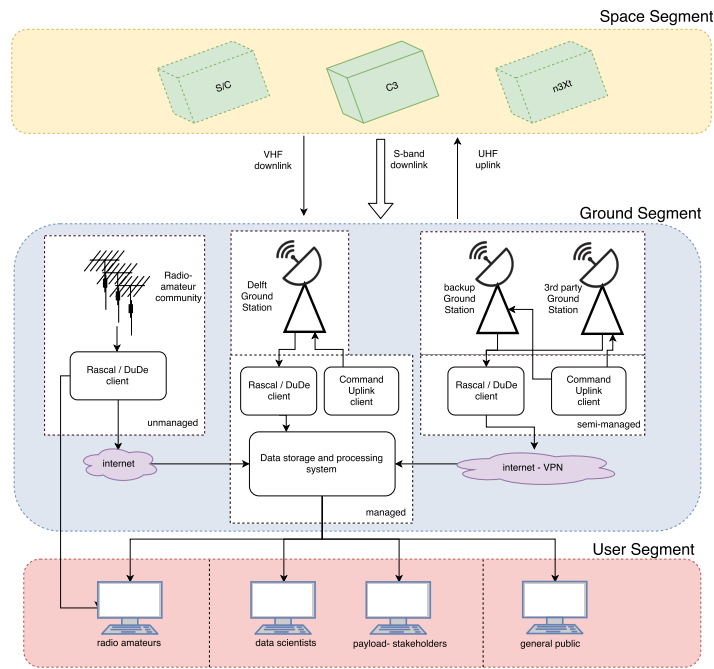 Space Segment
S/C
C3
n3Xt
VHF
downlink
S-band
downlink
UHF
uplink
Ground Segment
Radio-
amateur
community
Delft
Ground
Station
backup
Ground
Station
3rd party
Ground
Station
Rascal / DuDe
client
Rascal / DuDe
client
Command
Uplink
client
Rascal / DuDe
client
Command
Uplink
client
unmanaged
semi-managed
internet
Data storage and processing
system
internet - VPN
managed
User Segment
radio amateurs
data scientists
payload- stakeholders
general public